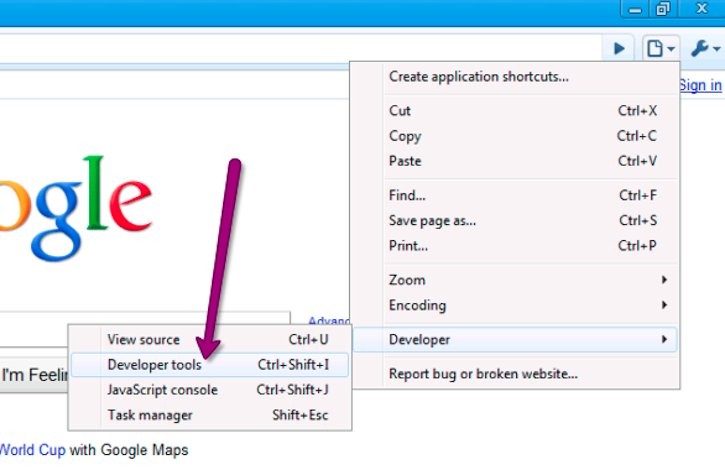 Create application shortcuts...
Sign in
Cut Ctrl+X
Copy Ctrl+C
Paste Ctrl+V
Find... Ctrl+F
Save page as... Ctrl+S
Print... Ctrl+P
Zoom
Encoding
Developer
Report bug or broken website...
ogle
Advanc
View source Ctrl+U
Developer tools Ctrl+Shift+I
JavaScript console Ctrl+Shift+J
Task manager Shift+Esc
I'm Feelin
World Cup with Google Maps